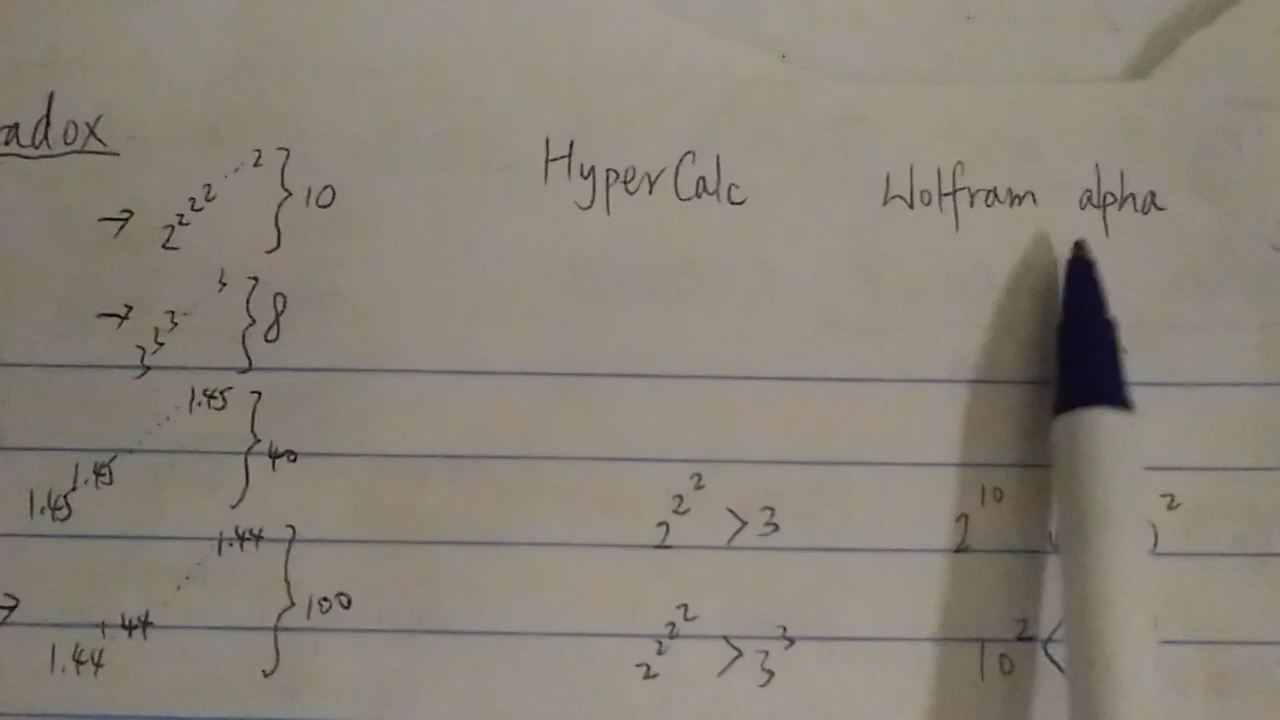 adox
→ 2^2^2^2^⋰^2 } 10
HyperCalc
Wolfram alpha
→ 3^3^3^⋰^3 } 8
1.45^1.45^⋰^1.45 } 40
2^2^2 > 3
2^10
)^2
→ 1.44^1.44^⋰^1.44 } 100
2^2^2^2 > 3^3
10^2 <